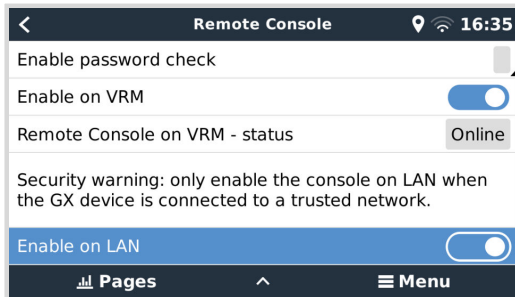 Remote Console
16:35
Enable password check
Enable on VRM
Remote Console on VRM - status
Online
Security warning: only enable the console on LAN when
the GX device is connected to a trusted network.
Enable on LAN
Pages
Menu